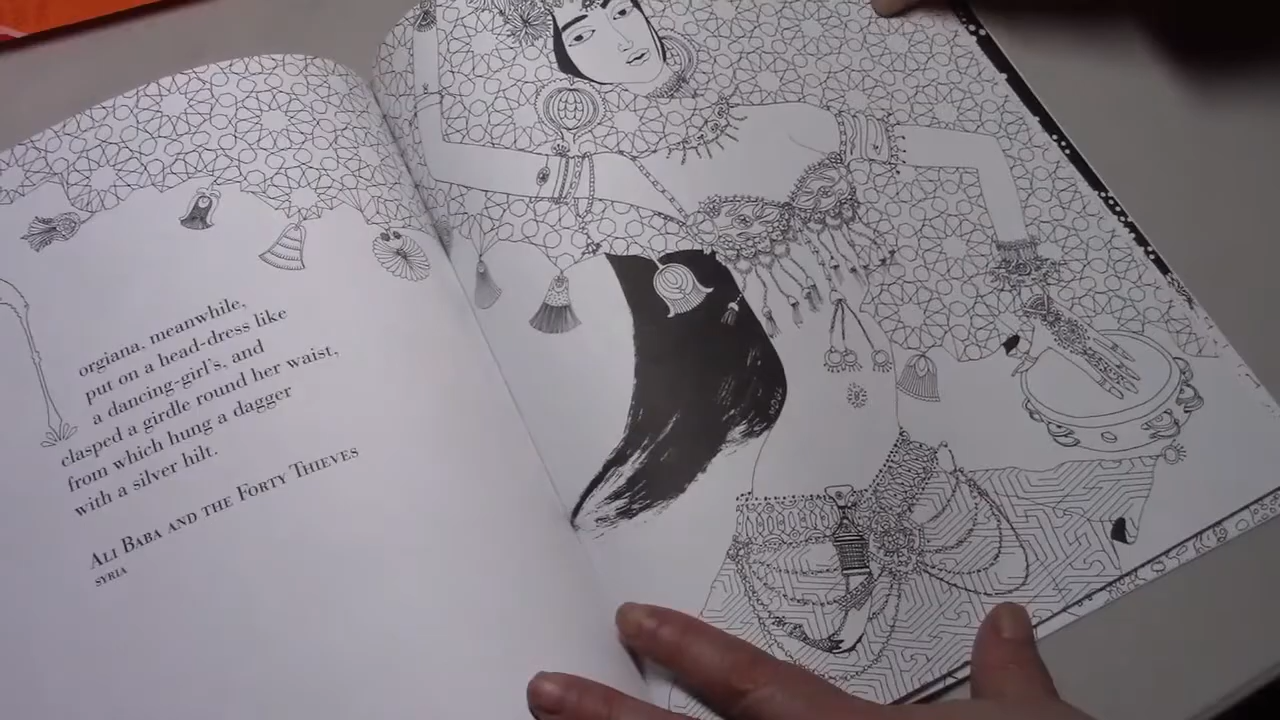 orgiana, meanwhile,
put on a head-dress like
a dancing-girl's, and
clasped a girdle round her waist,
from which hung a dagger
with a silver hilt.
Ali Baba and the Forty Thieves
Syria